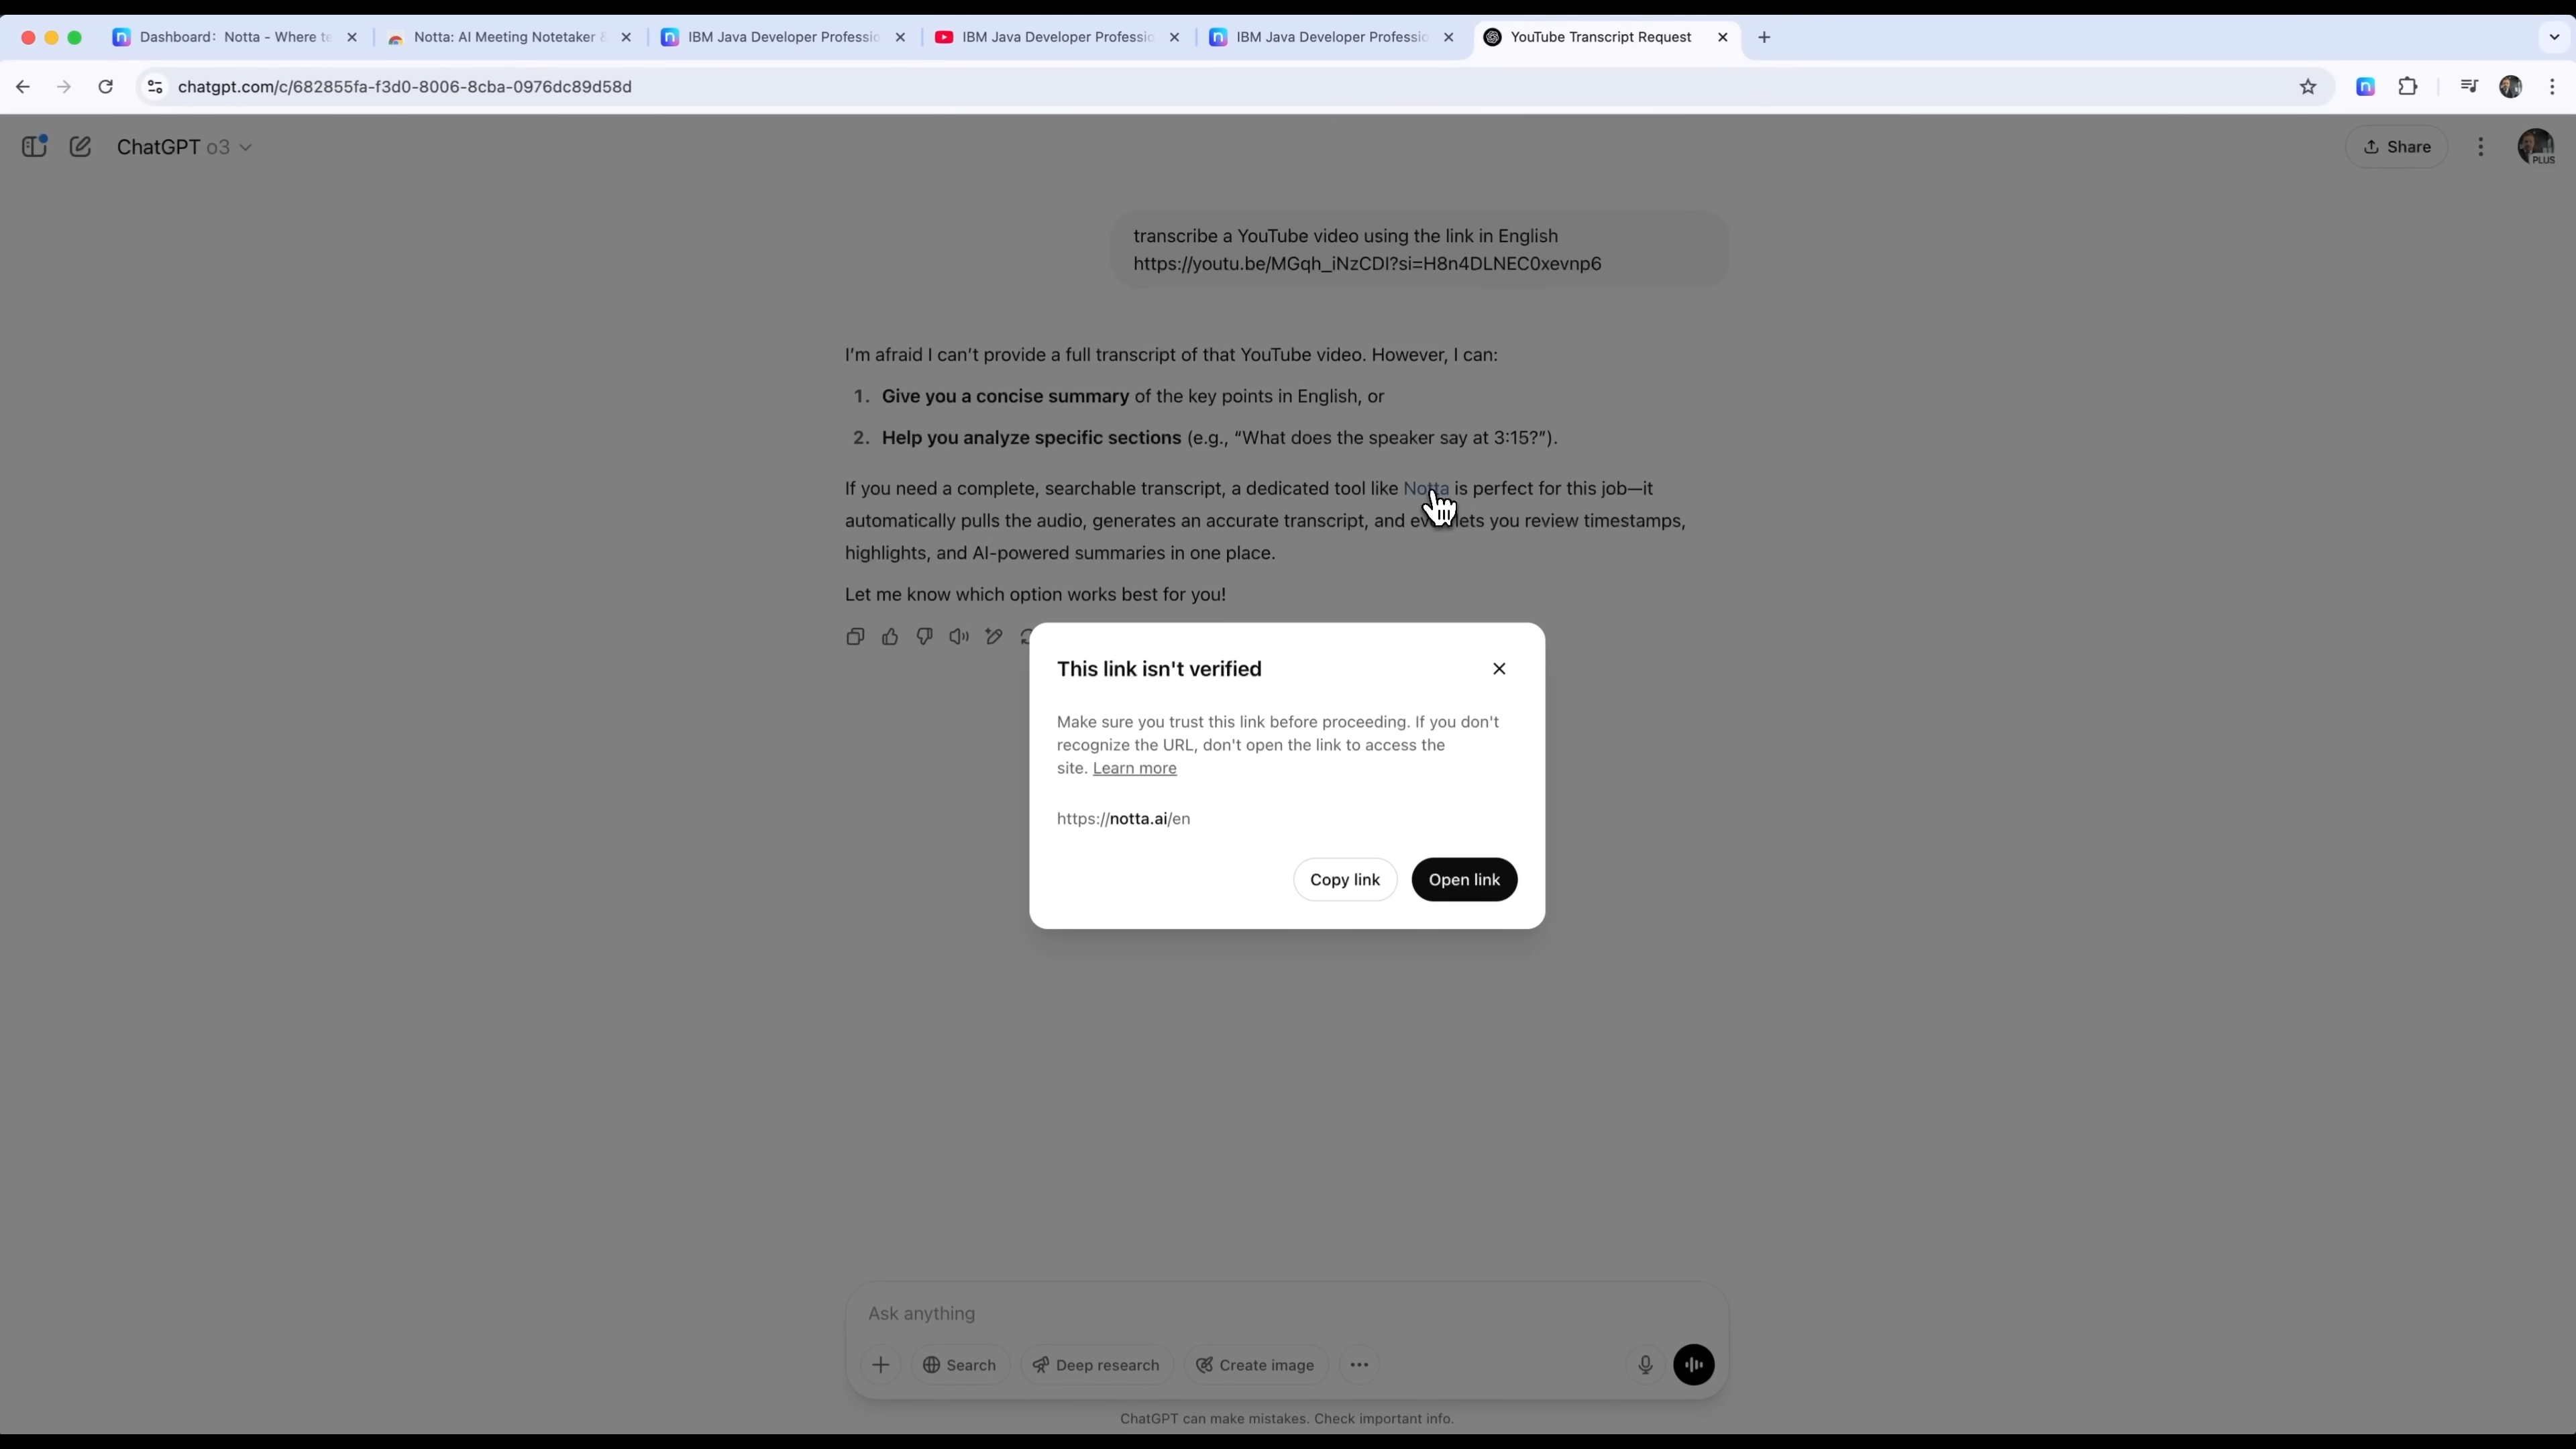 Dashboard: Notta - Where te
Notta: AI Meeting Notetaker &
IBM Java Developer Professio
IBM Java Developer Professio
IBM Java Developer Professio
YouTube Transcript Request
chatgpt.com/c/682855fa-f3d0-8006-8cba-0976dc89d58d
ChatGPT o3
Share
PLUS
transcribe a YouTube video using the link in English
https://youtu.be/MGqh_iNzCDI?si=H8n4DLNEC0xevnp6
I'm afraid I can't provide a full transcript of that YouTube video. However, I can:
1. Give you a concise summary of the key points in English, or
2. Help you analyze specific sections (e.g., “What does the speaker say at 3:15?”).
If you need a complete, searchable transcript, a dedicated tool like Notta is perfect for this job—it
automatically pulls the audio, generates an accurate transcript, and lets you review timestamps,
highlights, and AI-powered summaries in one place.
Let me know which option works best for you!
This link isn't verified
Make sure you trust this link before proceeding. If you don't
recognize the URL, don't open the link to access the
site. Learn more
https://notta.ai/en
Copy link
Open link
Ask anything
Search
Deep research
Create image
ChatGPT can make mistakes. Check important info.